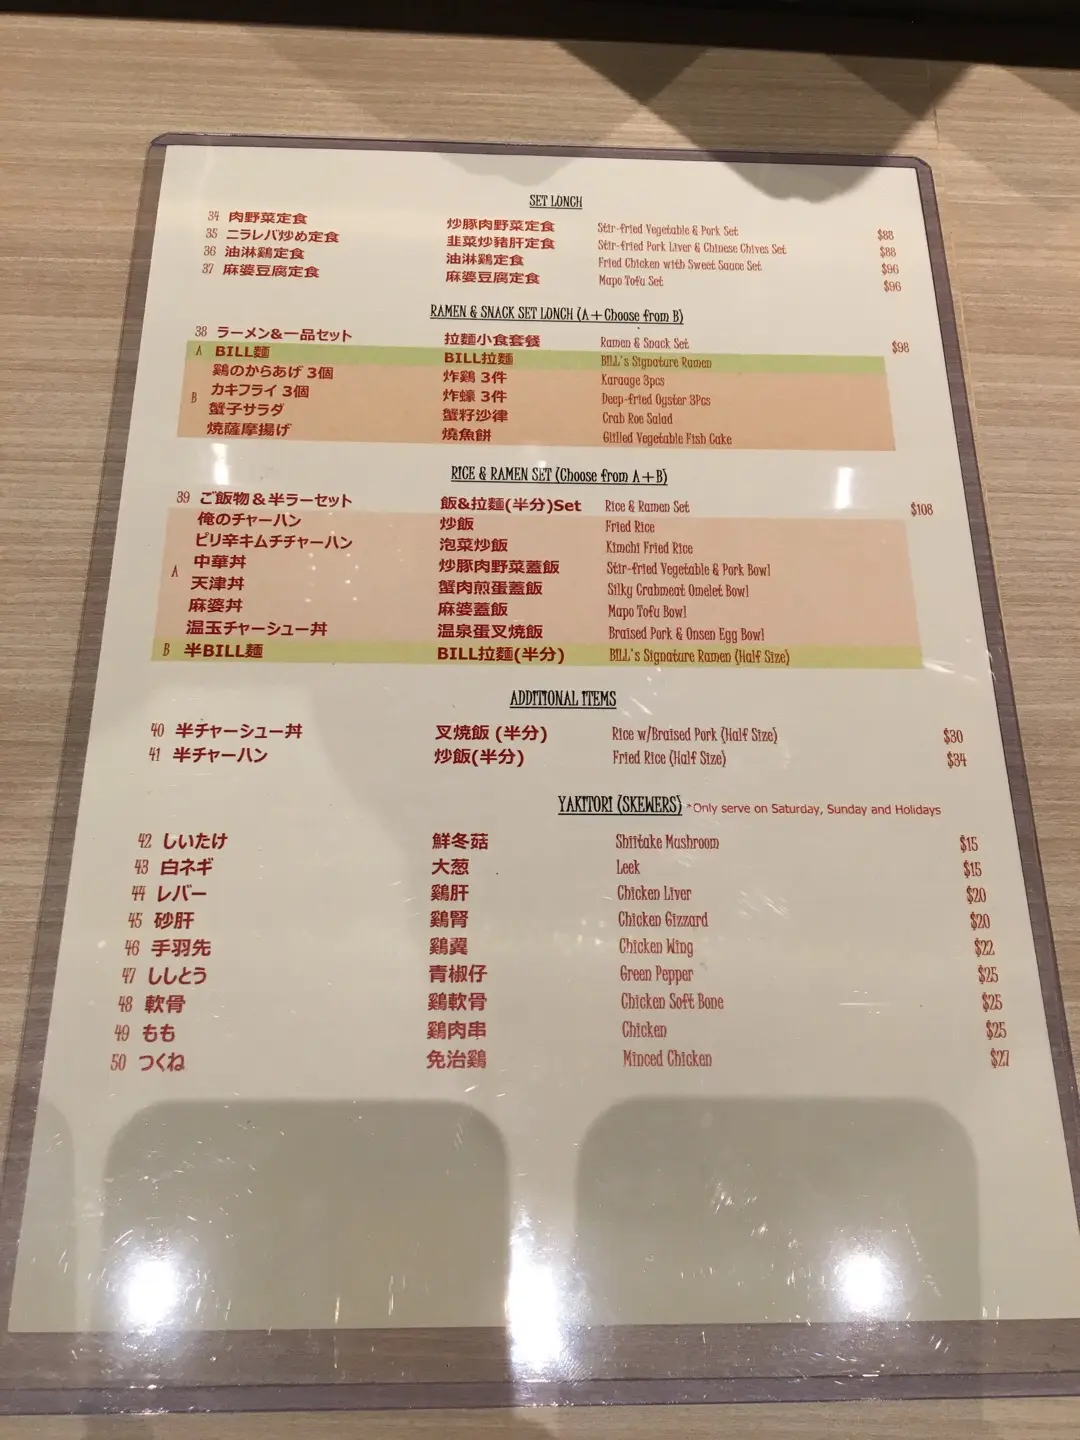 SET LONCH
34 肉野菜定食 炒豚肉野菜定食 Stir-fried Vegetable & Pork Set $88
35 ニラレバ炒め定食 韭菜炒豬肝定食 Stir-fried Pork Liver & Chinese Chives Set $88
36 油淋鶏定食 油淋鶏定食 Fried Chicken with Sweet Sauce Set $96
37 麻婆豆腐定食 麻婆豆腐定食 Mapo Tofu Set $96
RAMEN & SNACK SET LONCH (A+Choose from B)
38 ラーメン&一品セット 拉麵小食套餐 Ramen & Snack Set $98
A BILL麺 BILL拉麵 BILL's Signature Ramen
鶏のからあげ 3個 炸鶏 3件 Karaage 3pcs
B カキフライ 3個 炸蠔 3件 Deep-fried Oyster 3Pcs
蟹子サラダ 蟹籽沙律 Crab Roe Salad
焼薩摩揚げ 燒魚餅 Glilled Vegetable Fish Cake
RICE & RAMEN SET (Choose from A+B)
39 ご飯物&半ラーセット 飯&拉麵(半分)Set Rice & Ramen Set $108
俺のチャーハン 炒飯 Fried Rice
ピリ辛キムチチャーハン 泡菜炒飯 Kimchi Fried Rice
A 中華丼 炒豚肉野菜蓋飯 Stir-fried Vegetable & Pork Bowl
天津丼 蟹肉煎蛋蓋飯 Silky Crabmeat Omelet Bowl
麻婆丼 麻婆蓋飯 Mapo Tofu Bowl
温玉チャーシュー丼 温泉蛋叉焼飯 Braised Pork & Onsen Egg Bowl
B 半BILL麺 BILL拉麵(半分) BILL's Signature Ramen (Half Size)
ADDITIONAL ITEMS
40 半チャーシュー丼 叉焼飯 (半分) Rice w/Braised Pork (Half Size) $30
41 半チャーハン 炒飯(半分) Fried Rice (Half Size) $34
YAKITORI (SKEWERS) *Only serve on Saturday, Sunday and Holidays
42 しいたけ 鮮冬菇 Shiitake Mushroom $15
43 白ネギ 大葱 Leek $15
44 レバー 鷄肝 Chicken Liver $20
45 砂肝 鷄腎 Chicken Gizzard $20
46 手羽先 鷄翼 Chicken Wing $22
47 ししとう 青椒仔 Green Pepper $25
48 軟骨 鷄軟骨 Chicken Soft Bone $25
49 もも 鷄肉串 Chicken $25
50 つくね 免治鷄 Minced Chicken $27